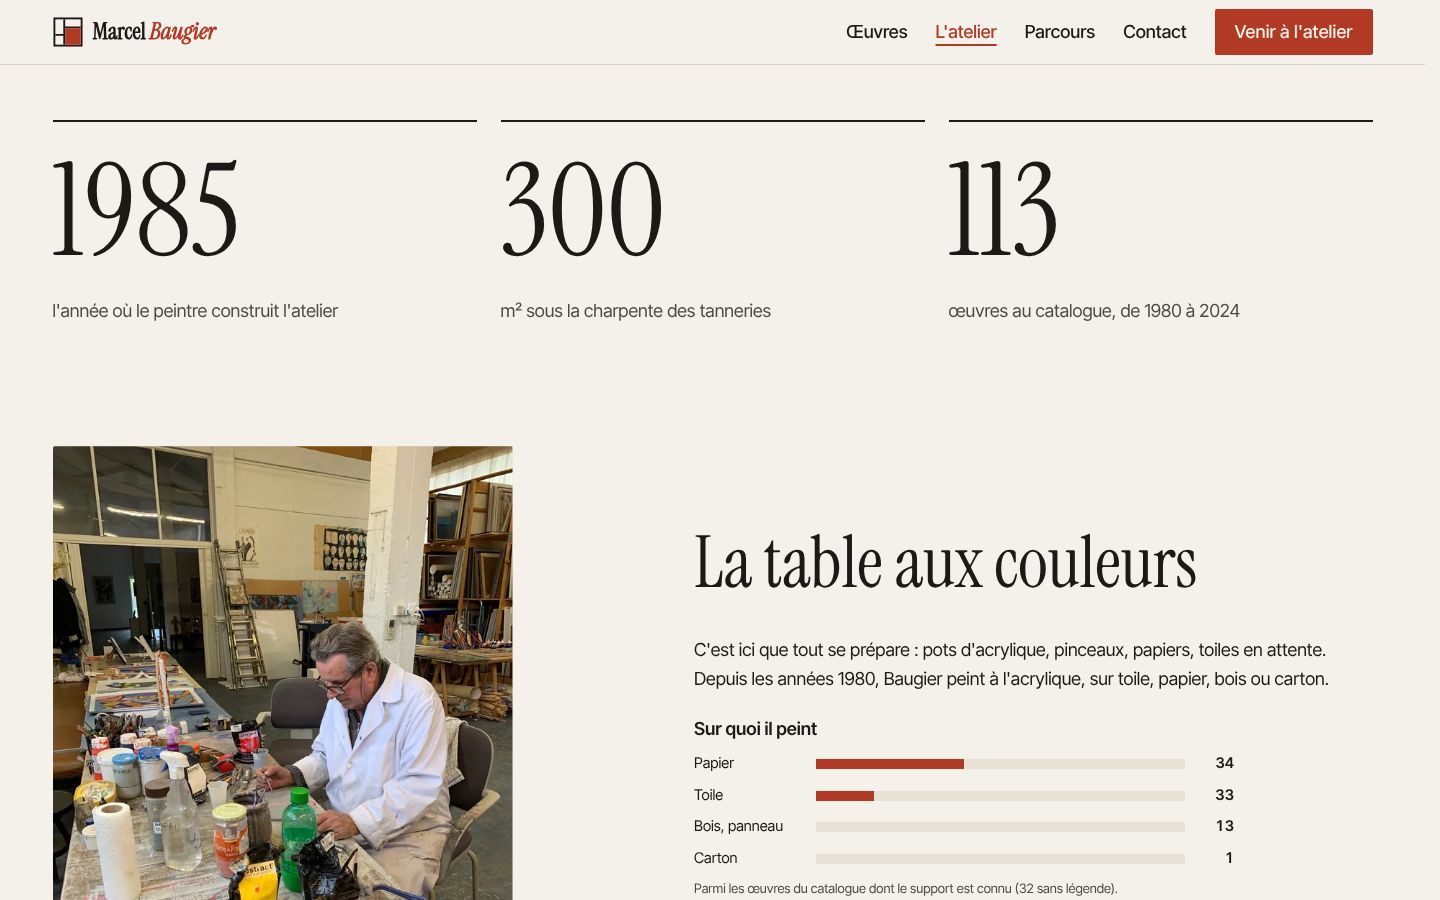 Marcel Baugier
Œuvres
L'atelier
Parcours
Contact
Venir à l'atelier
1985
l'année où le peintre construit l'atelier
300
m² sous la charpente des tanneries
113
œuvres au catalogue, de 1980 à 2024
La table aux couleurs
C'est ici que tout se prépare : pots d'acrylique, pinceaux, papiers, toiles en attente.
Depuis les années 1980, Baugier peint à l'acrylique, sur toile, papier, bois ou carton.
Sur quoi il peint
Papier 34
Toile 33
Bois, panneau 13
Carton 1
Parmi les œuvres du catalogue dont le support est connu (32 sans légende).